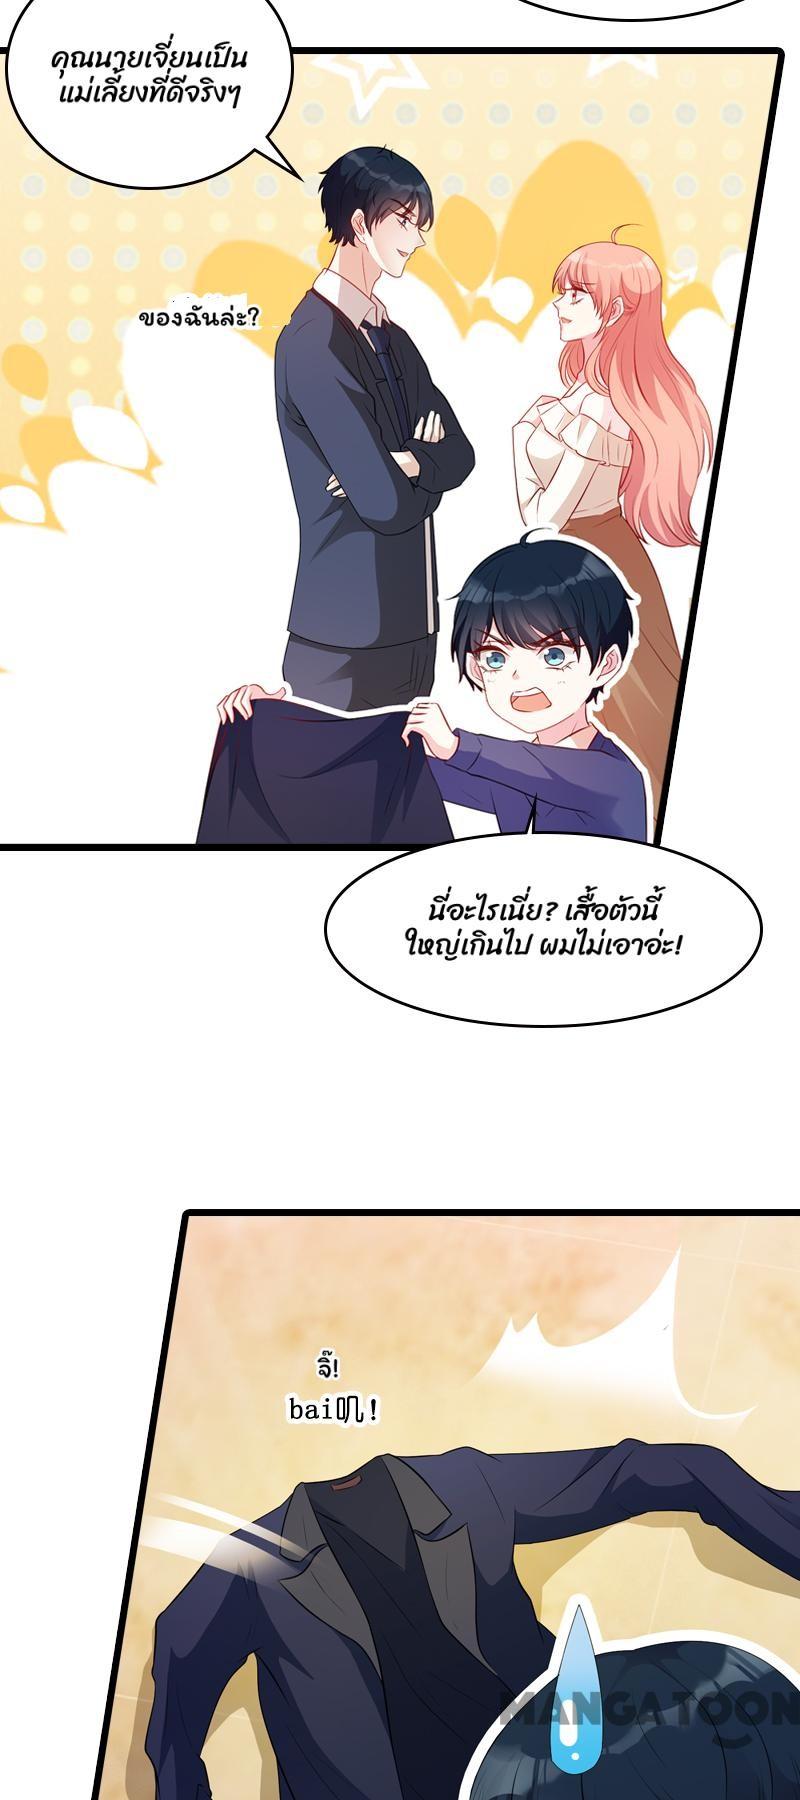 คุณนายเจี่ยนเป็น
แม่เลี้ยงที่ดีจริงๆ
ของฉันล่ะ?
นี่อะไรเนี่ย? เสื้อตัวนี้
ใหญ่เกินไป ผมไม่เอาอ่ะ!
จิ๊!
bai叽!
MANGATOON